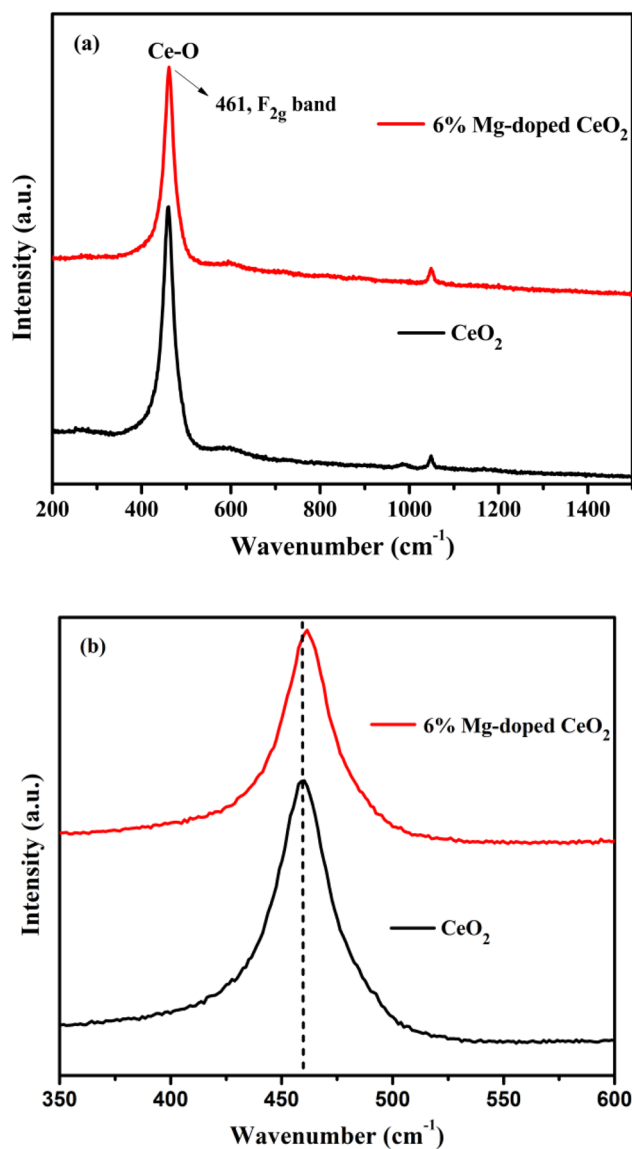 (a)
Ce-O
461, F2g band
6% Mg-doped CeO2
CeO2
Intensity (a.u.)
200 400 600 800 1000 1200 1400
Wavenumber (cm-1)
(b)
6% Mg-doped CeO2
CeO2
Intensity (a.u.)
350 400 450 500 550 600
Wavenumber (cm-1)